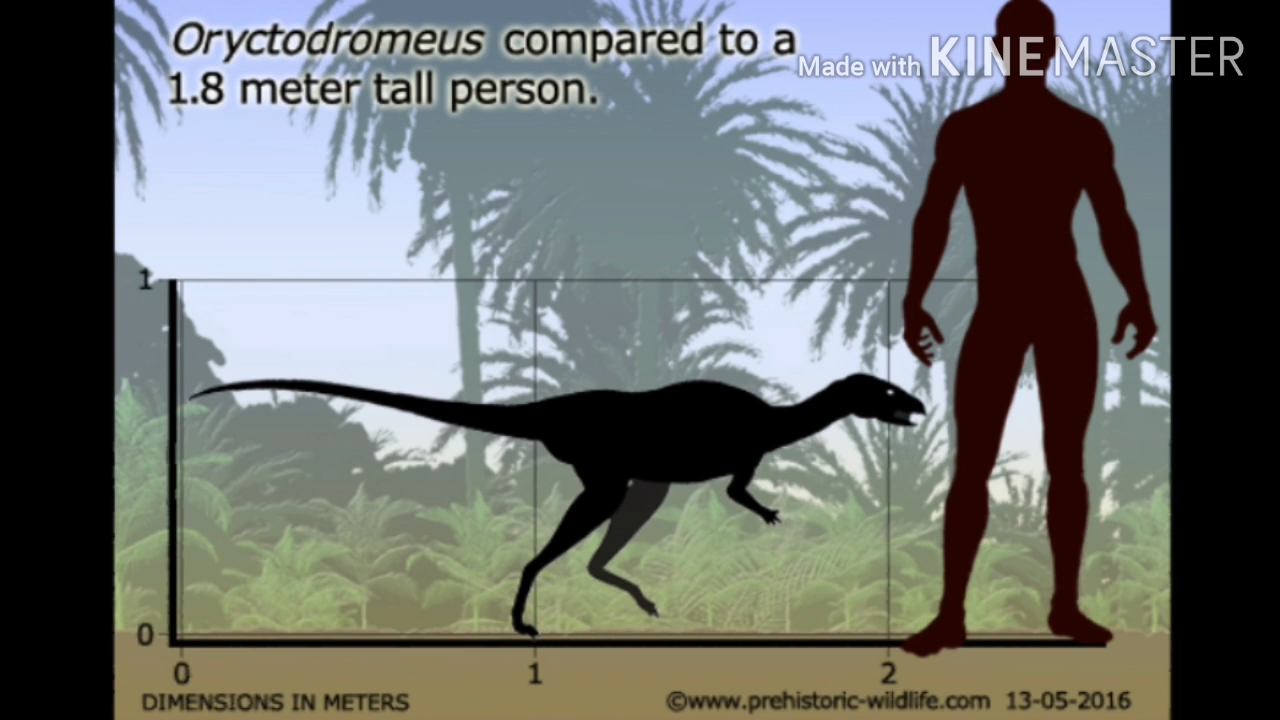 Oryctodromeus compared to a
1.8 meter tall person.
Made with KINEMASTER
1
0
0 1 2
DIMENSIONS IN METERS
©www.prehistoric-wildlife.com 13-05-2016